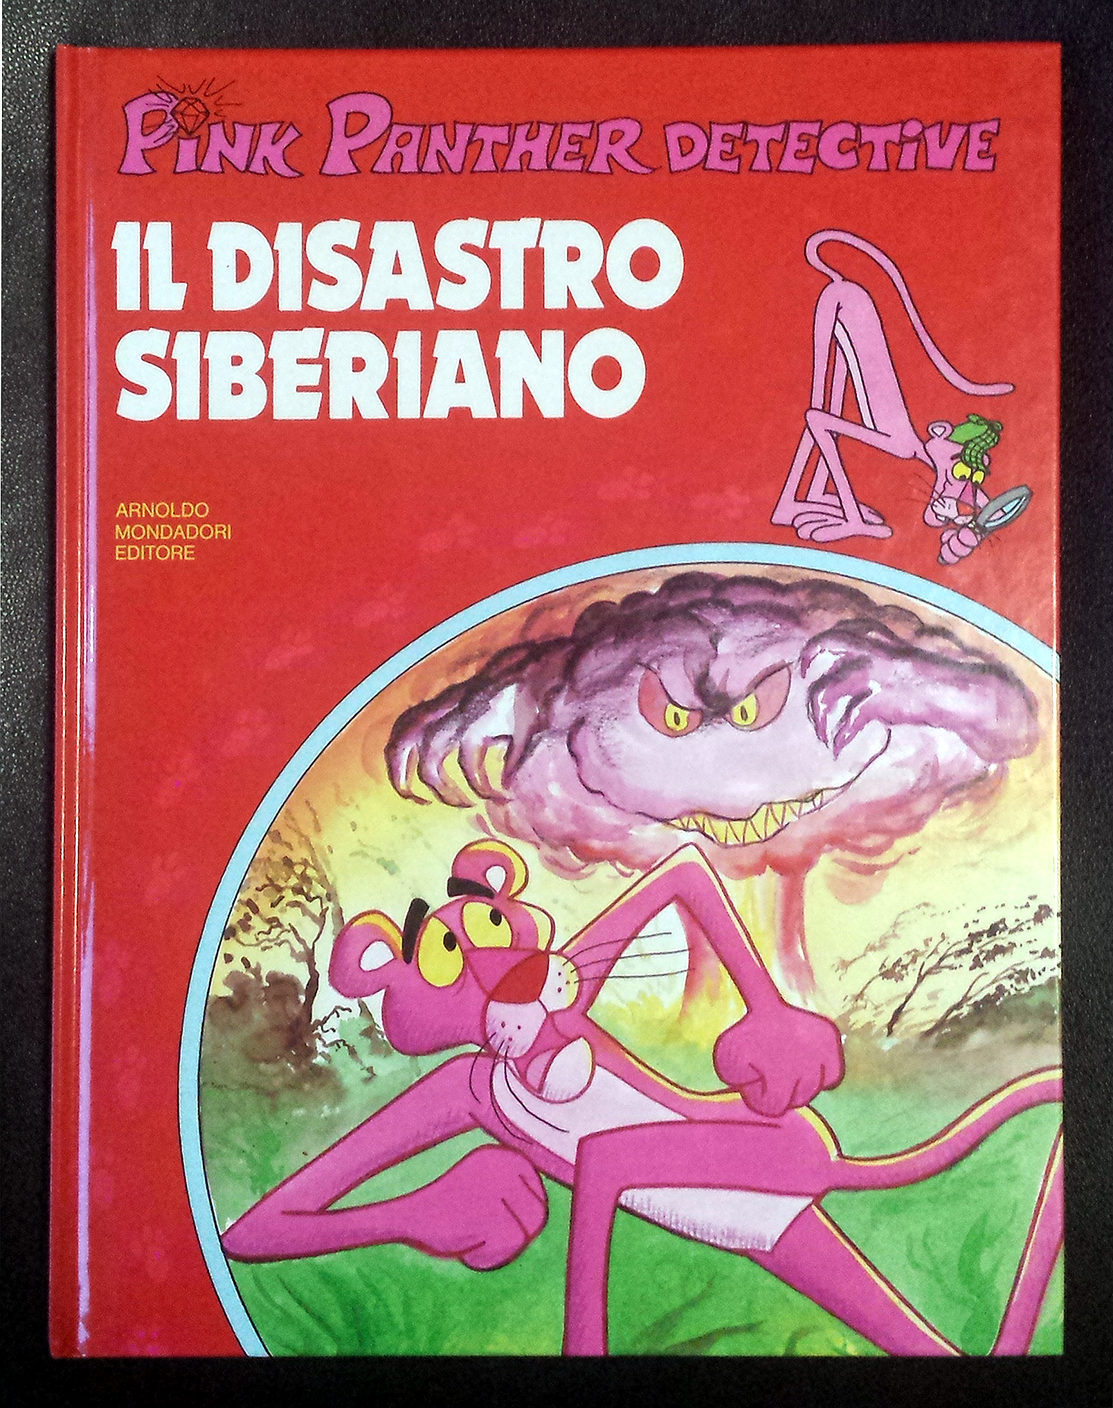 PINK PANTHER DETECTIVE
IL DISASTRO
SIBERIANO
ARNOLDO
MONDADORI
EDITORE